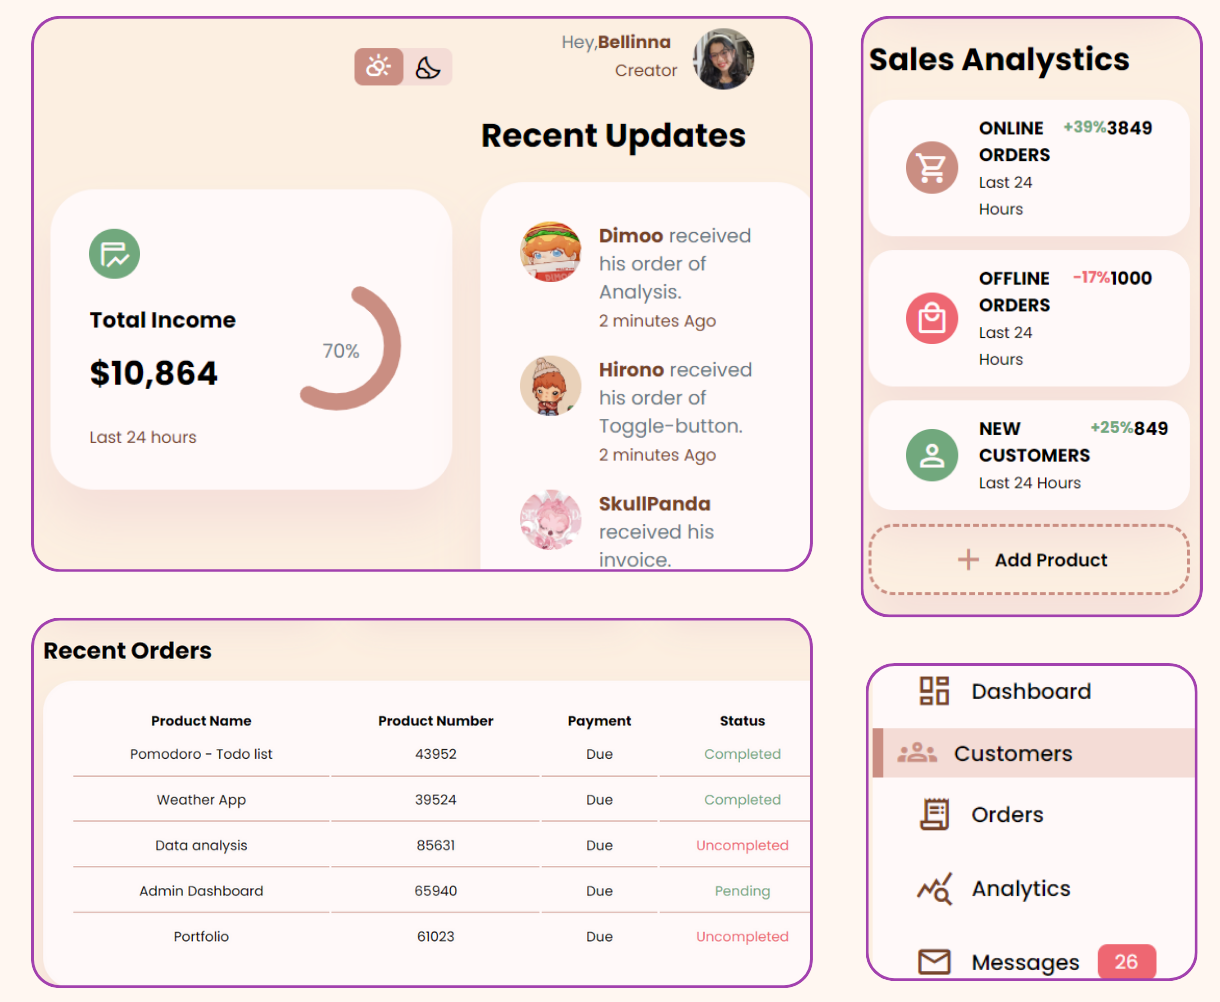 Hey,Bellinna
Creator
Recent Updates
Total Income
$10,864
Last 24 hours
70%
Dimoo received
his order of
Analysis.
2 minutes Ago
Hirono received
his order of
Toggle-button.
2 minutes Ago
SkullPanda
received his
invoice.
Sales Analystics
ONLINE +39%3849
ORDERS
Last 24
Hours
OFFLINE -17%1000
ORDERS
Last 24
Hours
NEW +25%849
CUSTOMERS
Last 24 Hours
Add Product
Recent Orders
Product Name Product Number Payment Status
Pomodoro - Todo list 43952 Due Completed
Weather App 39524 Due Completed
Data analysis 85631 Due Uncompleted
Admin Dashboard 65940 Due Pending
Portfolio 61023 Due Uncompleted
Dashboard
Customers
Orders
Analytics
Messages 26